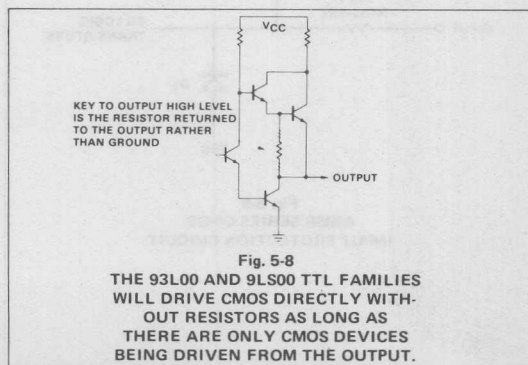 VCC
KEY TO OUTPUT HIGH LEVEL
IS THE RESISTOR RETURNED
TO THE OUTPUT RATHER
THAN GROUND
OUTPUT
Fig. 5-8
THE 93L00 AND 9LS00 TTL FAMILIES
WILL DRIVE CMOS DIRECTLY WITH-
OUT RESISTORS AS LONG AS
THERE ARE ONLY CMOS DEVICES
BEING DRIVEN FROM THE OUTPUT.